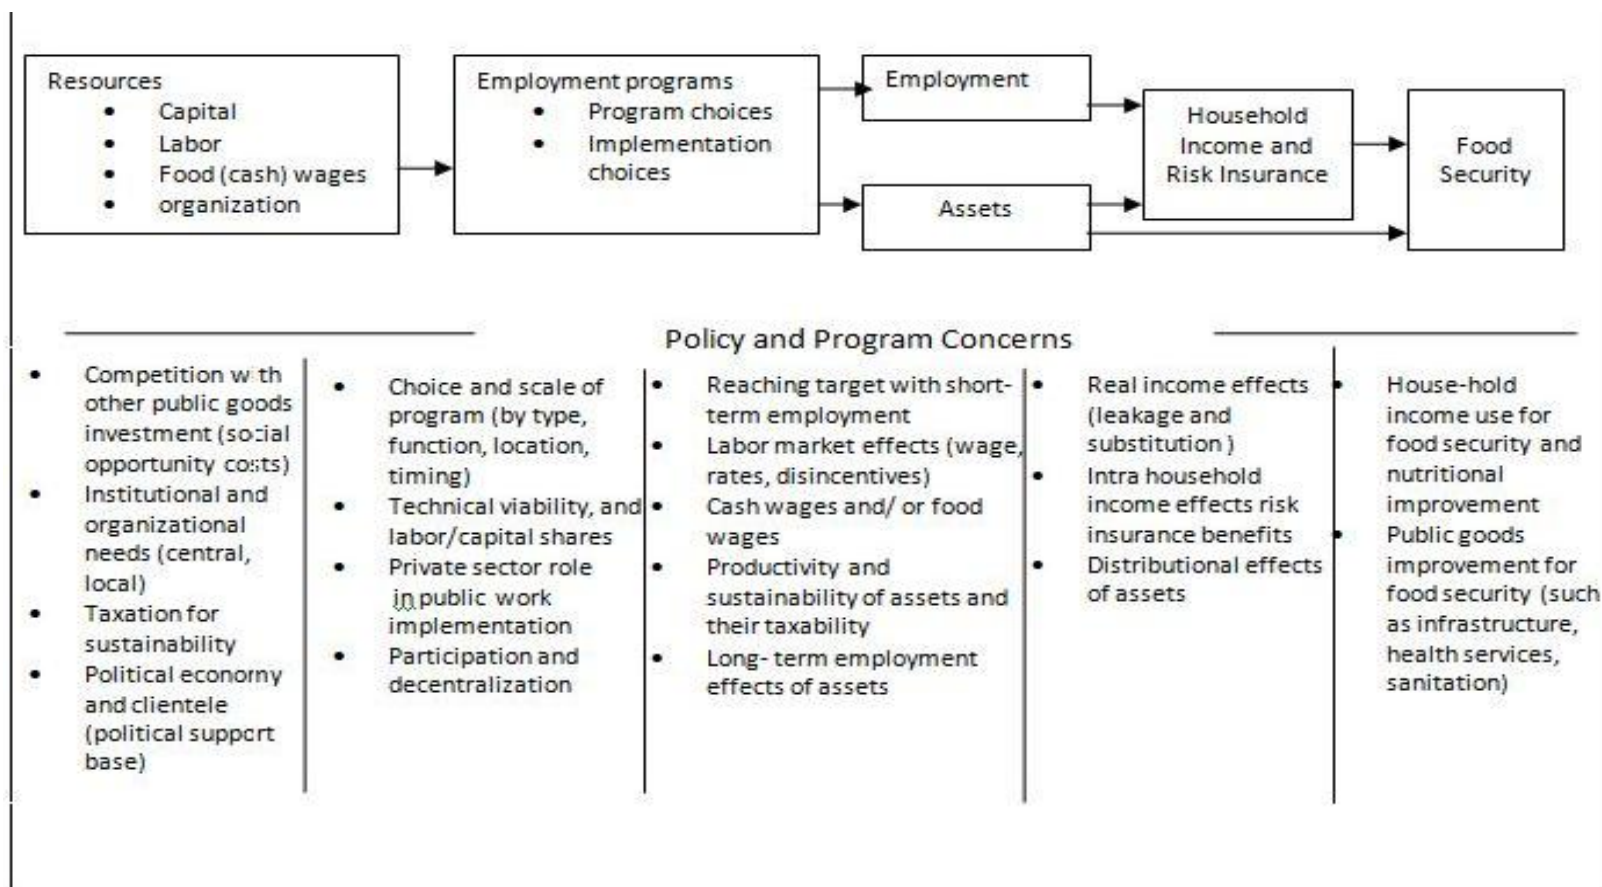 Resources
• Capital
• Labor
• Food (cash) wages
• organization
Employment programs
• Program choices
• Implementation
choices
Employment
Assets
Household
Income and
Risk Insurance
Food
Security
Policy and Program Concerns
• Competition with
other public goods
investment (social
opportunity costs)
• Institutional and
organizational
needs (central,
local)
• Taxation for
sustainability
• Political economy
and clientele
(political support
base)
• Choice and scale of
program (by type,
function, location,
timing)
• Technical viability, and
labor/capital shares
• Private sector role
in public work
implementation
• Participation and
decentralization
• Reaching target with short-
term employment
• Labor market effects (wage,
rates, disincentives)
• Cash wages and/ or food
wages
• Productivity and
sustainability of assets and
their taxability
• Long- term employment
effects of assets
• Real income effects
(leakage and
substitution )
• Intra household
income effects risk
insurance benefits
• Distributional effects
of assets
• House-hold
income use for
food security and
nutritional
improvement
• Public goods
improvement for
food security (such
as infrastructure,
health services,
sanitation)